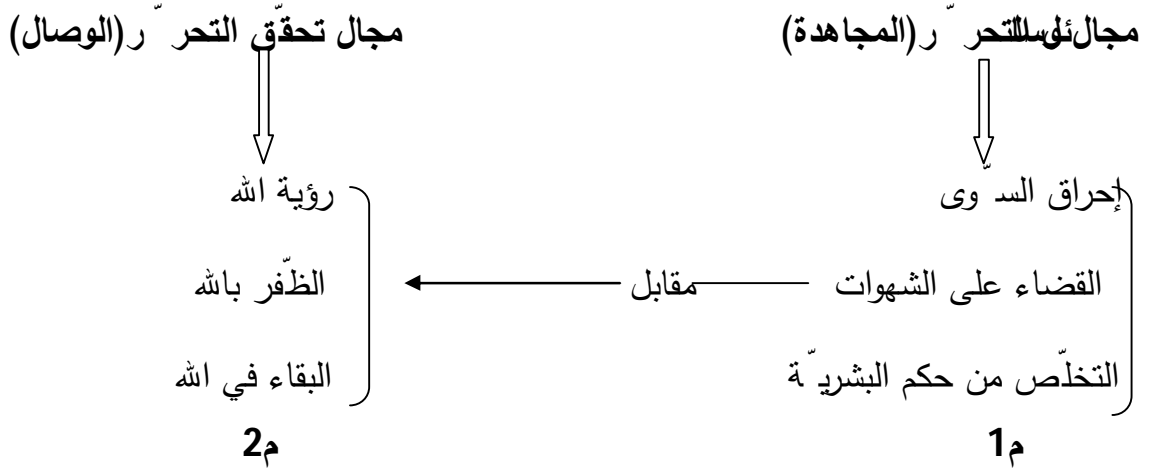 مجال وسائل التحرّر (المجاهدة)
مجال تحقّق التحرّر (الوصال)
إحراق السّوى
رؤية الله
القضاء على الشهوات
مقابل
الظّفر بالله
التخلّص من حكم البشريّة
البقاء في الله
م1
م2